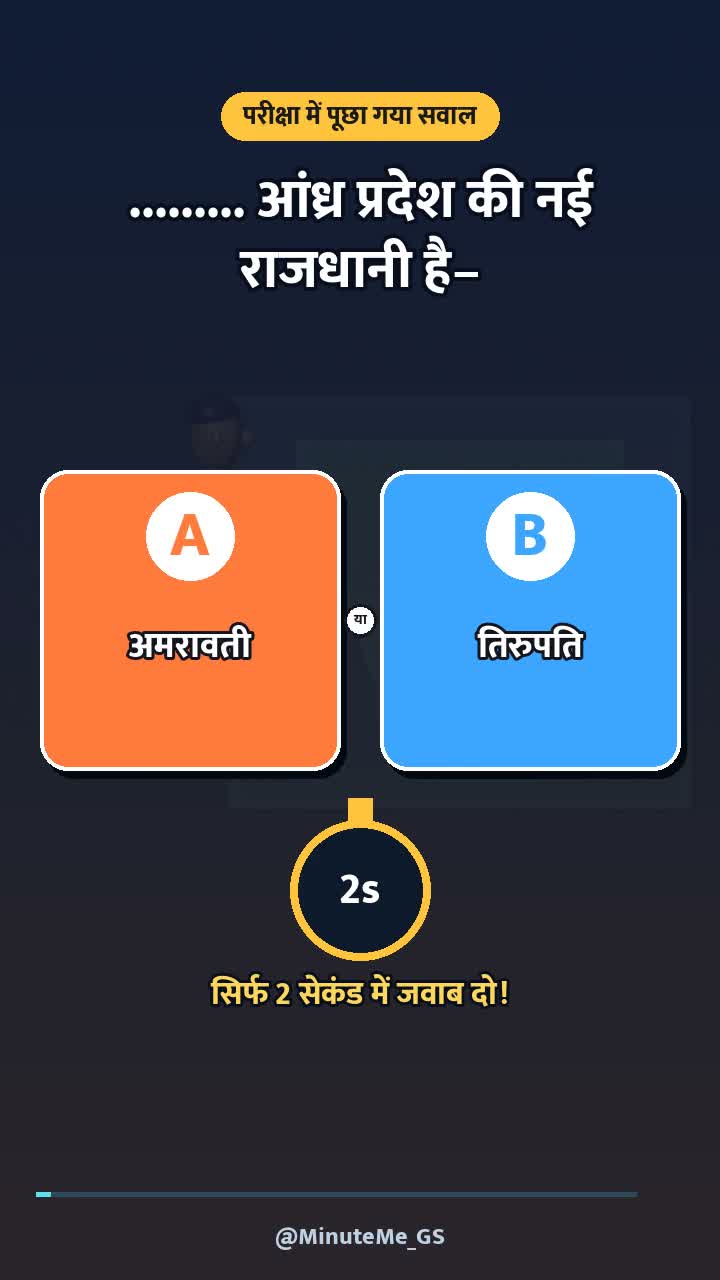 परीक्षा में पूछा गया सवाल
......... आंध्र प्रदेश की नई
राजधानी है–
A
B
या
अमरावती
तिरुपति
2s
सिर्फ 2 सेकंड में जवाब दो!
@MinuteMe_GS